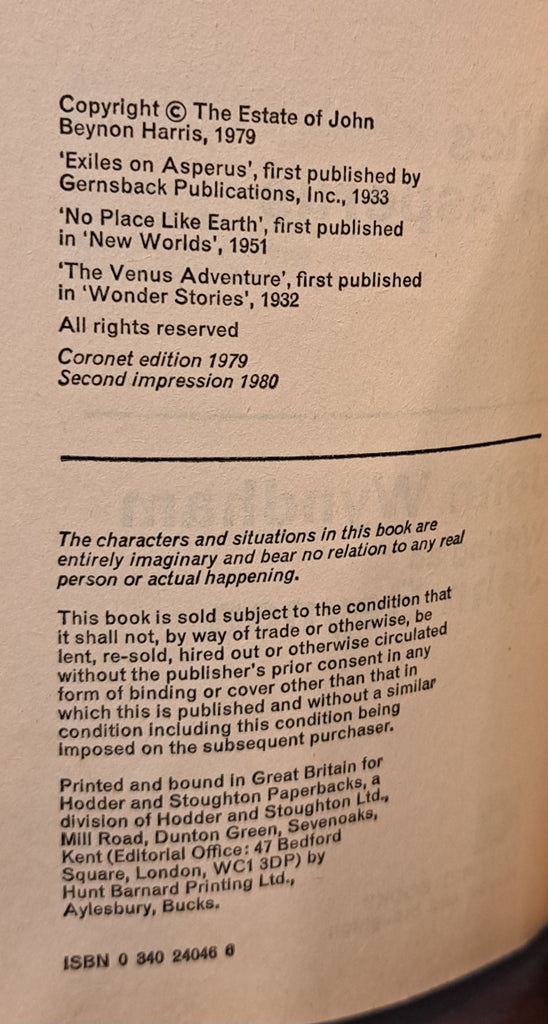 Copyright © The Estate of John
Beynon Harris, 1979
‘Exiles on Asperus’, first published by
Gernsback Publications, Inc., 1933
‘No Place Like Earth’, first published
in ‘New Worlds’, 1951
‘The Venus Adventure’, first published
in ‘Wonder Stories’, 1932
All rights reserved
Coronet edition 1979
Second impression 1980
The characters and situations in this book are
entirely imaginary and bear no relation to any real
person or actual happening.
This book is sold subject to the condition that
it shall not, by way of trade or otherwise, be
lent, re-sold, hired out or otherwise circulated
without the publisher's prior consent in any
form of binding or cover other than that in
which this is published and without a similar
condition including this condition being
imposed on the subsequent purchaser.
Printed and bound in Great Britain for
Hodder and Stoughton Paperbacks, a
division of Hodder and Stoughton Ltd.,
Mill Road, Dunton Green, Sevenoaks,
Kent (Editorial Office: 47 Bedford
Square, London, WC1 3DP) by
Hunt Barnard Printing Ltd.,
Aylesbury, Bucks.
ISBN 0 340 24046 6